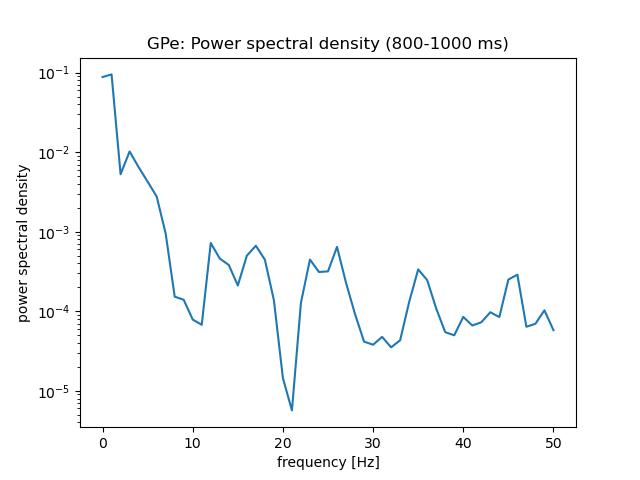 GPe: Power spectral density (800-1000 ms)
power spectral density
10⁻¹
10⁻²
10⁻³
10⁻⁴
10⁻⁵
0 10 20 30 40 50
frequency [Hz]